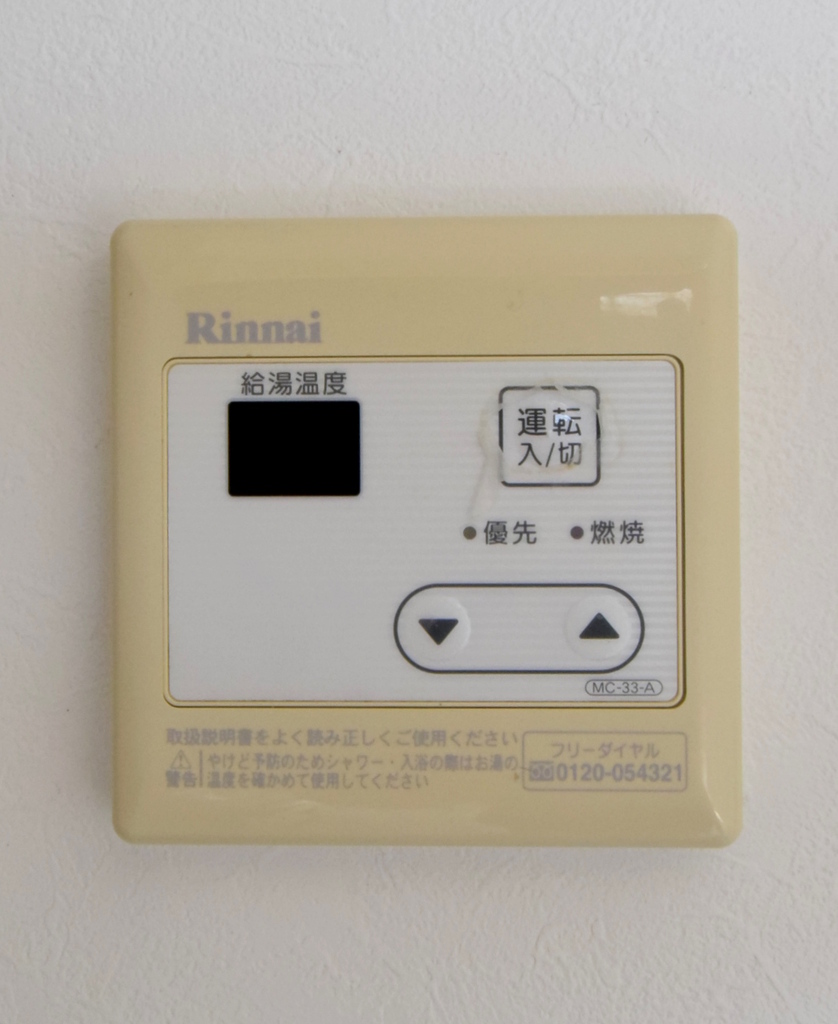 Rinnai
給湯温度
運転
入/切
優先 燃焼
▼ ▲
MC-33-A
取扱説明書をよく読み正しくご使用ください
⚠ やけど予防のためシャワー・入浴の際はお湯の
警告 温度を確かめて使用してください
フリーダイヤル
0120-054321